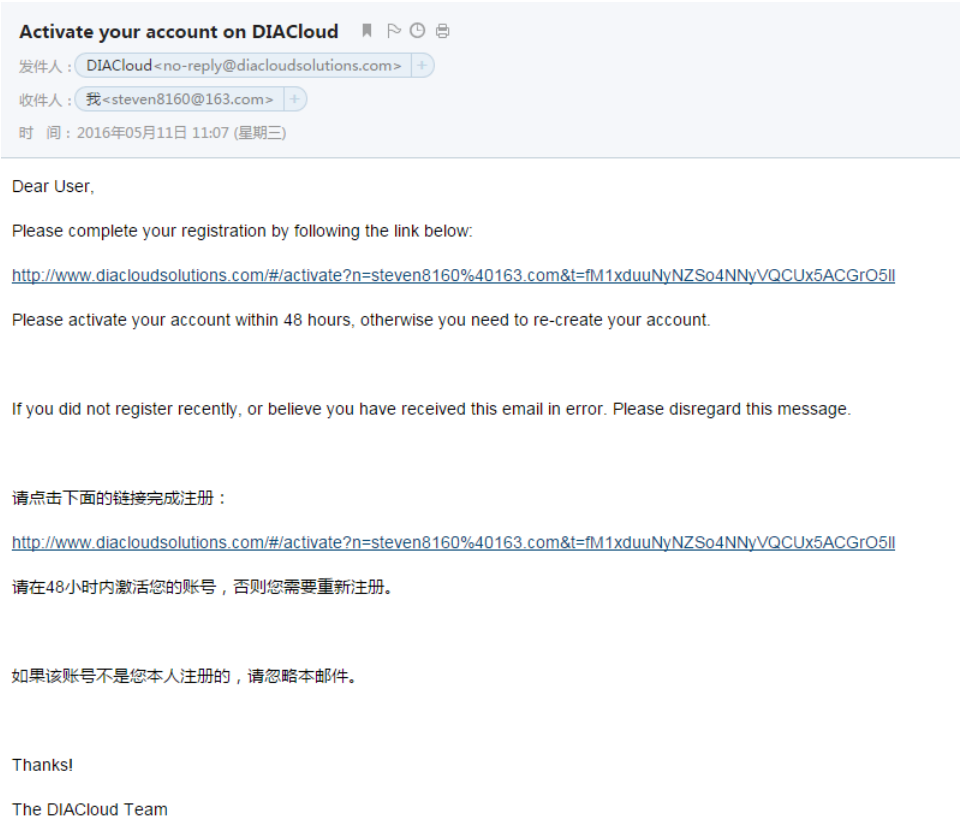 Activate your account on DIACloud
发件人：DIACloud<no-reply@diacloudsolutions.com> +
收件人：我<steven8160@163.com> +
时 间：2016年05月11日 11:07 (星期三)
Dear User,
Please complete your registration by following the link below:
http://www.diacloudsolutions.com/#/activate?n=steven8160%40163.com&t=fM1xduuNyNZSo4NNyVQCUx5ACGrO5lI
Please activate your account within 48 hours, otherwise you need to re-create your account.
If you did not register recently, or believe you have received this email in error. Please disregard this message.
请点击下面的链接完成注册：
http://www.diacloudsolutions.com/#/activate?n=steven8160%40163.com&t=fM1xduuNyNZSo4NNyVQCUx5ACGrO5lI
请在48小时内激活您的账号，否则您需要重新注册。
如果该账号不是您本人注册的，请忽略本邮件。
Thanks!
The DIACloud Team